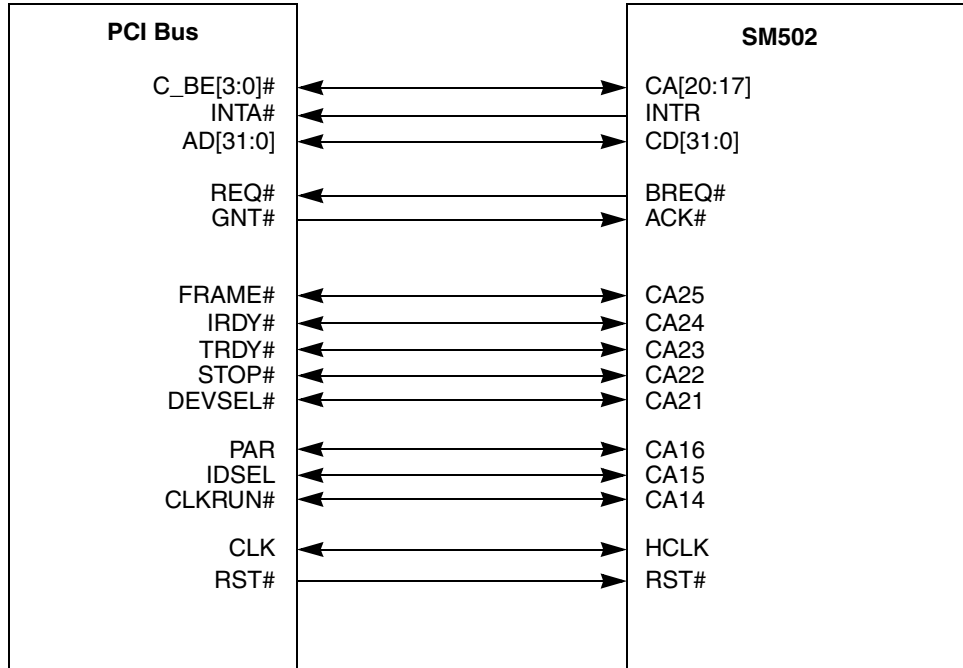 PCI Bus
SM502
C_BE[3:0]# CA[20:17]
INTA# INTR
AD[31:0] CD[31:0]
REQ# BREQ#
GNT# ACK#
FRAME# CA25
IRDY# CA24
TRDY# CA23
STOP# CA22
DEVSEL# CA21
PAR CA16
IDSEL CA15
CLKRUN# CA14
CLK HCLK
RST# RST#